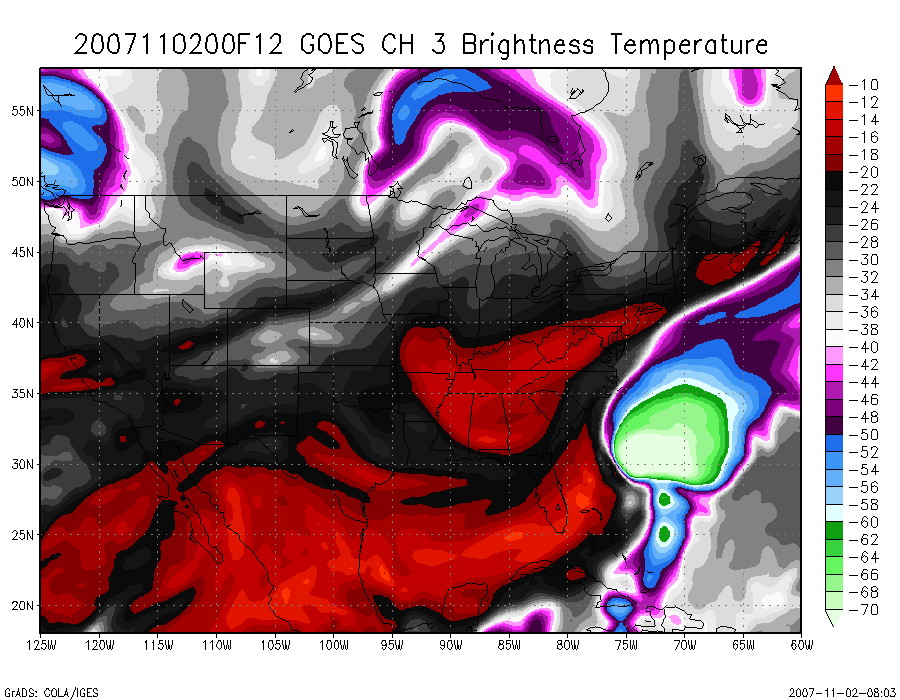 2007110200F12 GOES CH 3 Brightness Temperature
55N
50N
45N
40N
35N
30N
25N
20N
125W 120W 115W 110W 105W 100W 95W 90W 85W 80W 75W 70W 65W 60W
-10
-12
-14
-16
-18
-20
-22
-24
-26
-28
-30
-32
-34
-36
-38
-40
-42
-44
-46
-48
-50
-52
-54
-56
-58
-60
-62
-64
-66
-68
-70
GrADS: COLA/IGES
2007-11-02-08:03